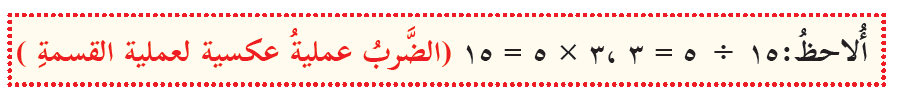 أُلاحظُ: ١٥ ÷ ٥ = ٣ ،٣ × ٥ = ١٥ (الضَّربُ عمليةُ عكسية لعملية القسمةِ )